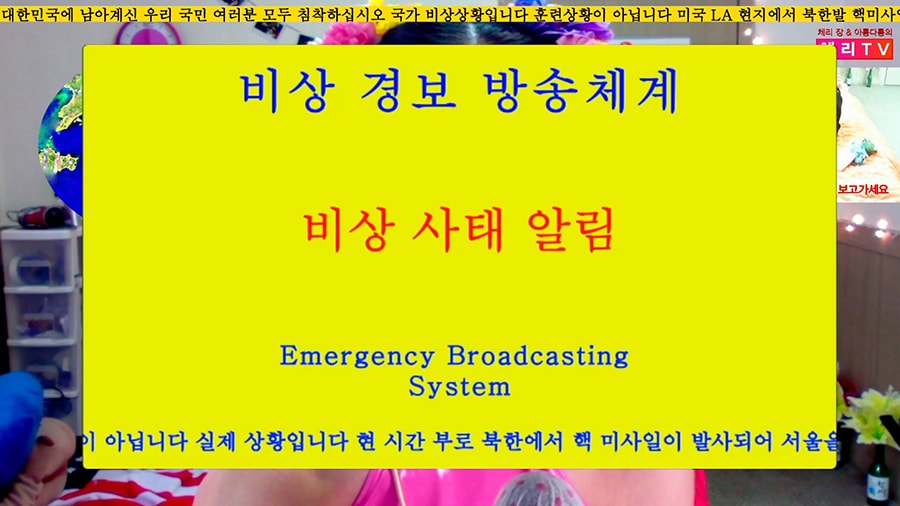 대한민국에 남아계신 우리 국민 여러분 모두 침착하십시오 국가 비상상황입니다 훈련상황이 아닙니다 미국 LA 현지에서 북한발 핵미사
체리 장 & 아롬다롬의
체리TV
비상 경보 방송체계
보고가세요
비상 사태 알림
Emergency Broadcasting
System
이 아닙니다 실제 상황입니다 현 시간 부로 북한에서 핵 미사일이 발사되어 서울을